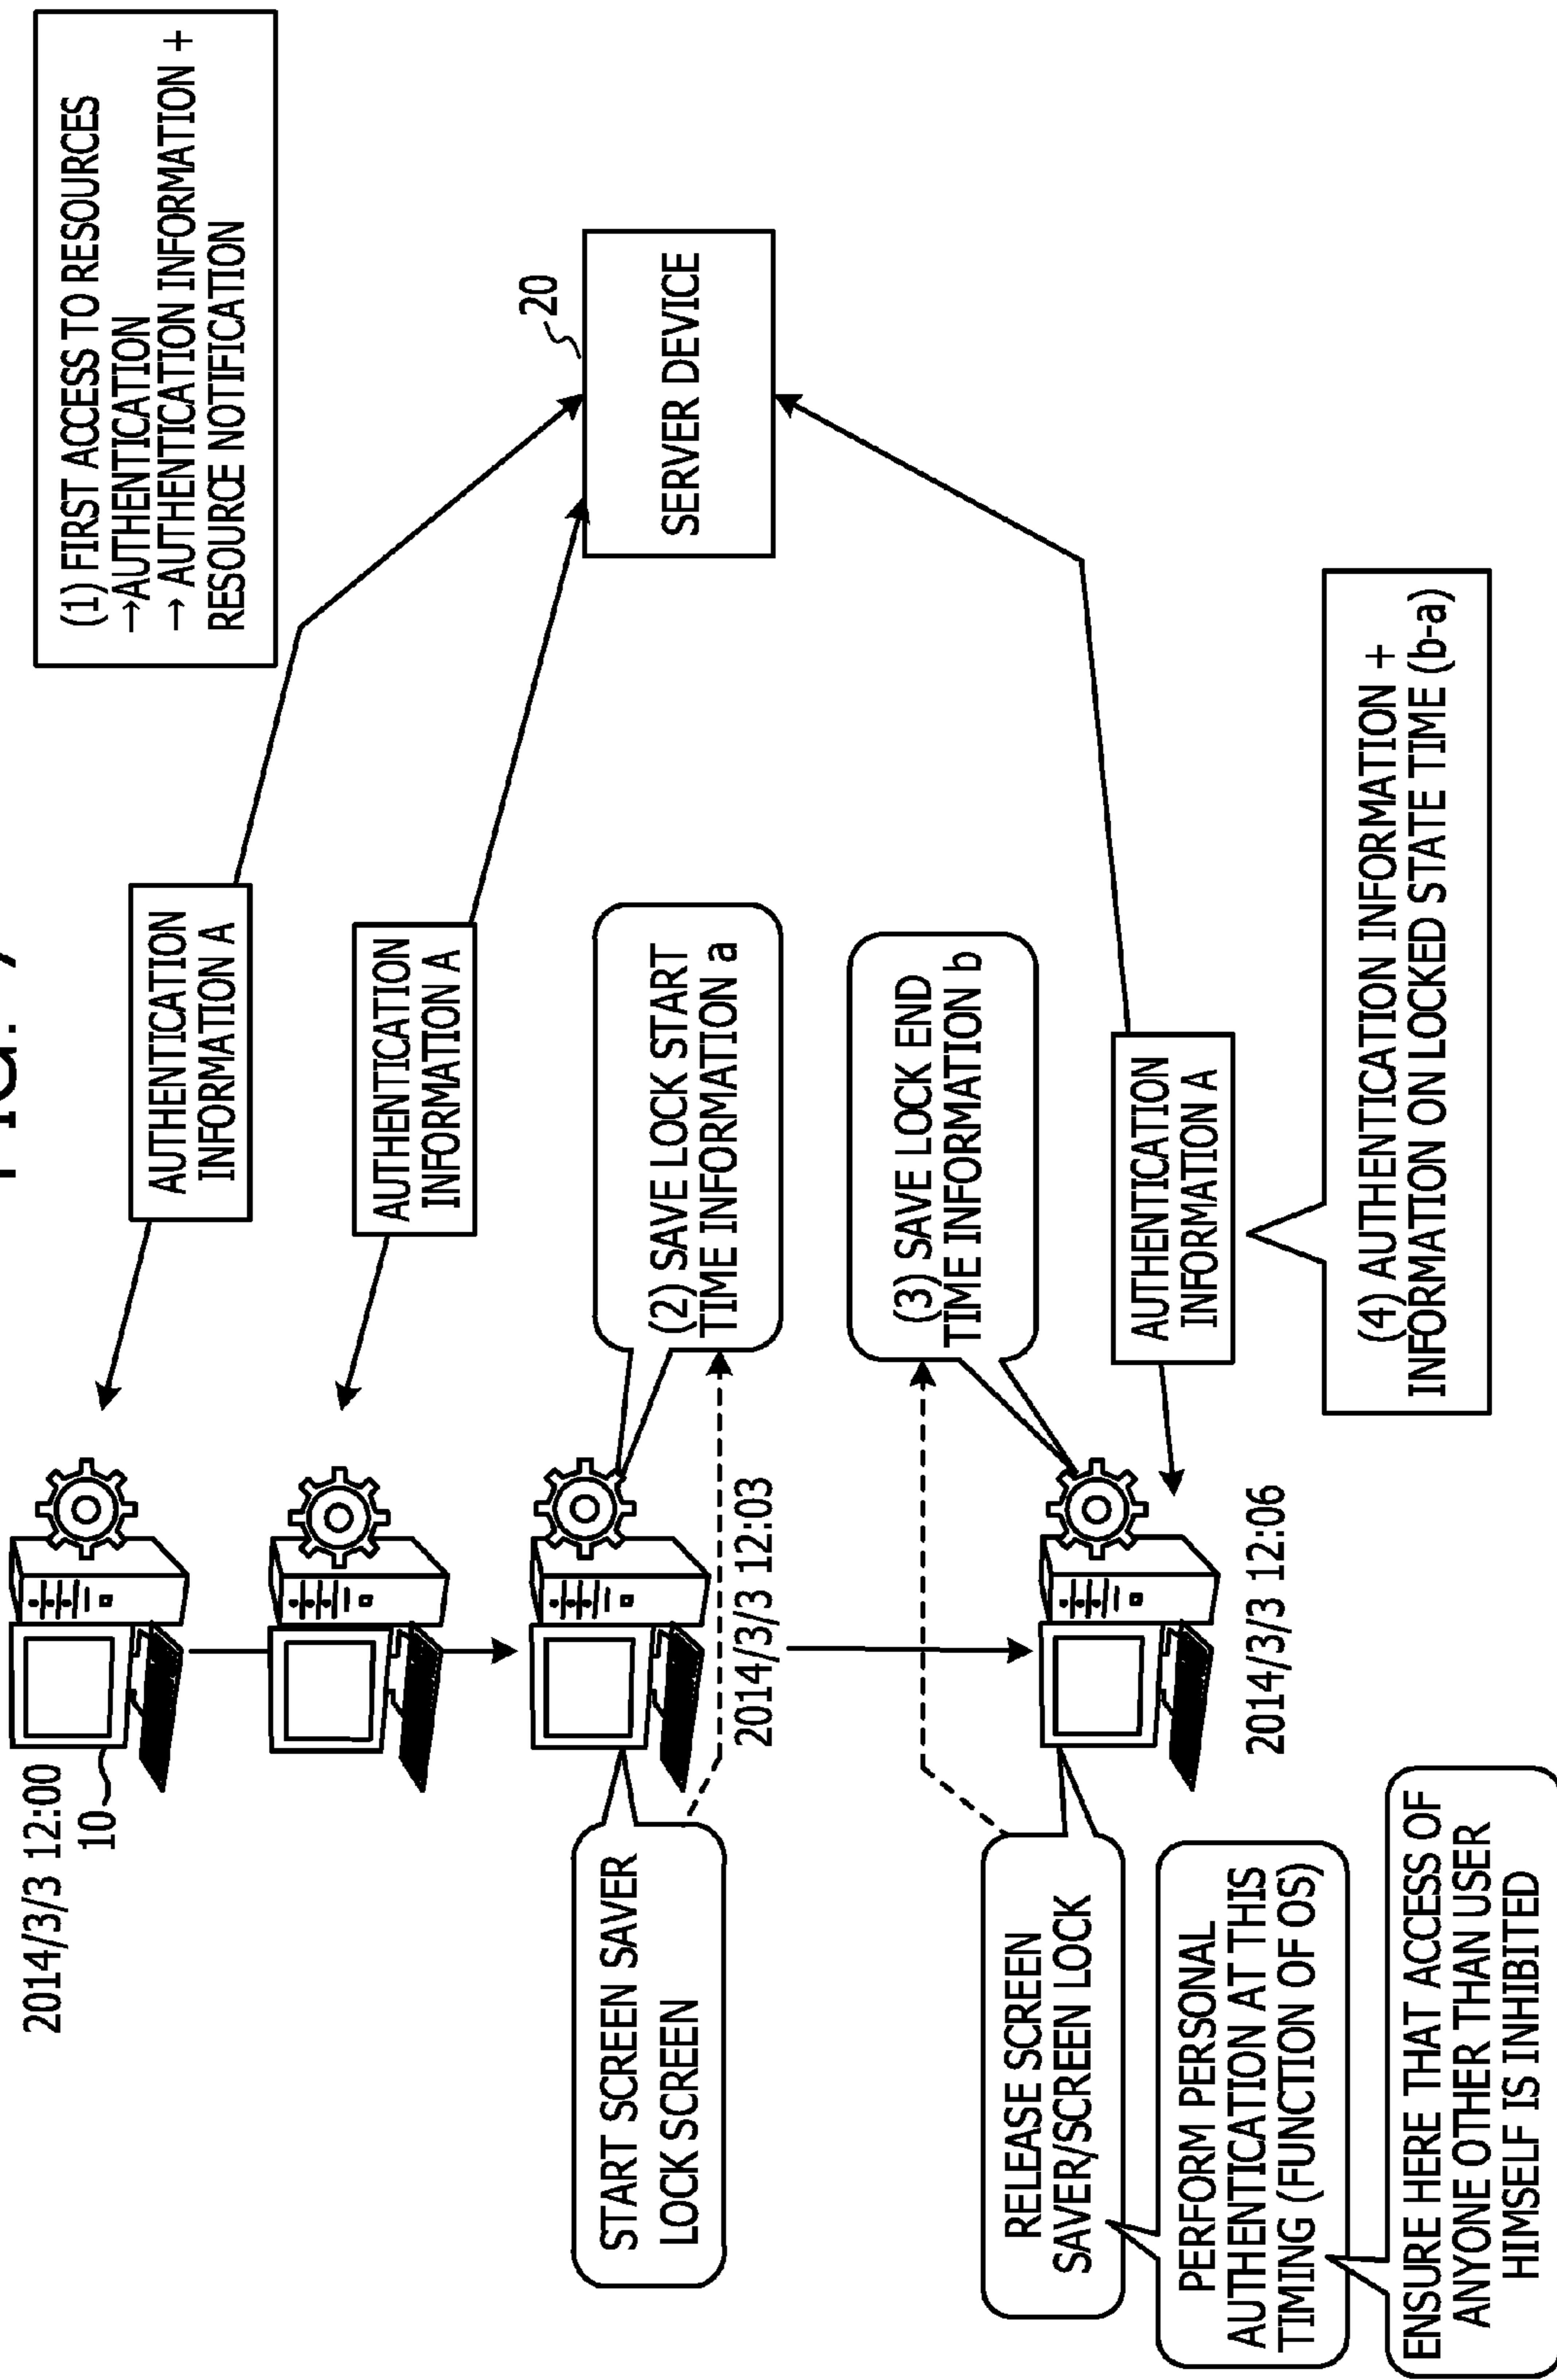 FIG. 7
2014/3/3 12:00
10
AUTHENTICATION
INFORMATION A
(1) FIRST ACCESS TO RESOURCES
→AUTHENTICATION
→ AUTHENTICATION INFORMATION +
RESOURCE NOTIFICATION
AUTHENTICATION
INFORMATION A
20
SERVER DEVICE
START SCREEN SAVER
LOCK SCREEN
(2) SAVE LOCK START
TIME INFORMATION a
2014/3/3 12:03
(3) SAVE LOCK END
TIME INFORMATION b
RELEASE SCREEN
SAVER/SCREEN LOCK
AUTHENTICATION
INFORMATION A
PERFORM PERSONAL
AUTHENTICATION AT THIS
TIMING (FUNCTION OF OS)
2014/3/3 12:06
(4) AUTHENTICATION INFORMATION +
INFORMATION ON LOCKED STATE TIME (b-a)
ENSURE HERE THAT ACCESS OF
ANYONE OTHER THAN USER
HIMSELF IS INHIBITED